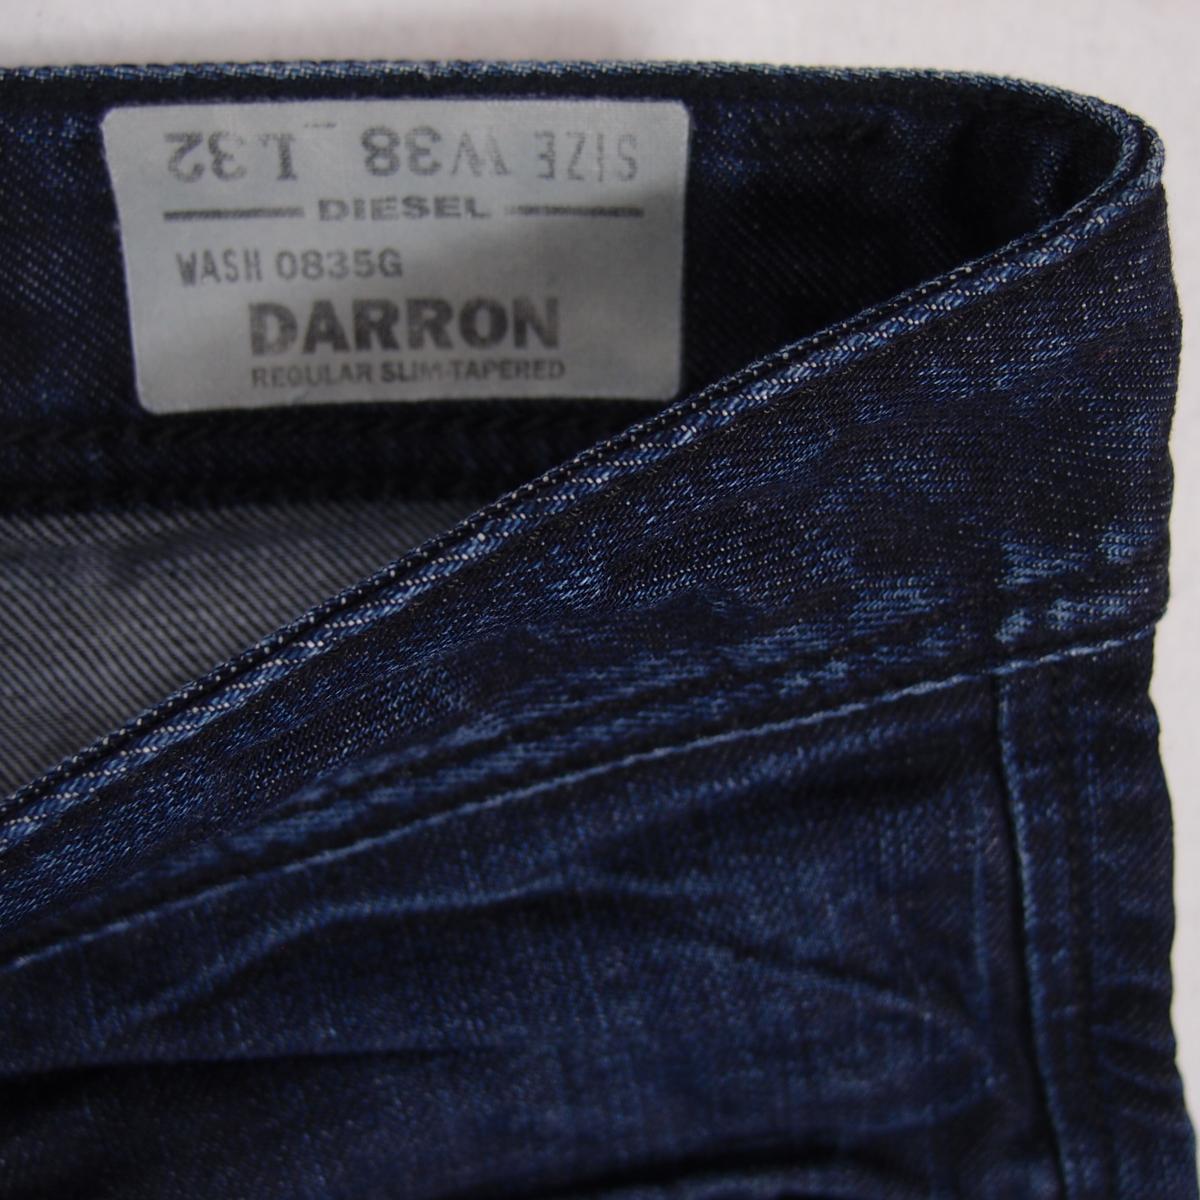 SIZE W38 L32
DIESEL
WASH 0835G
DARRON
REGULAR SLIM-TAPERED